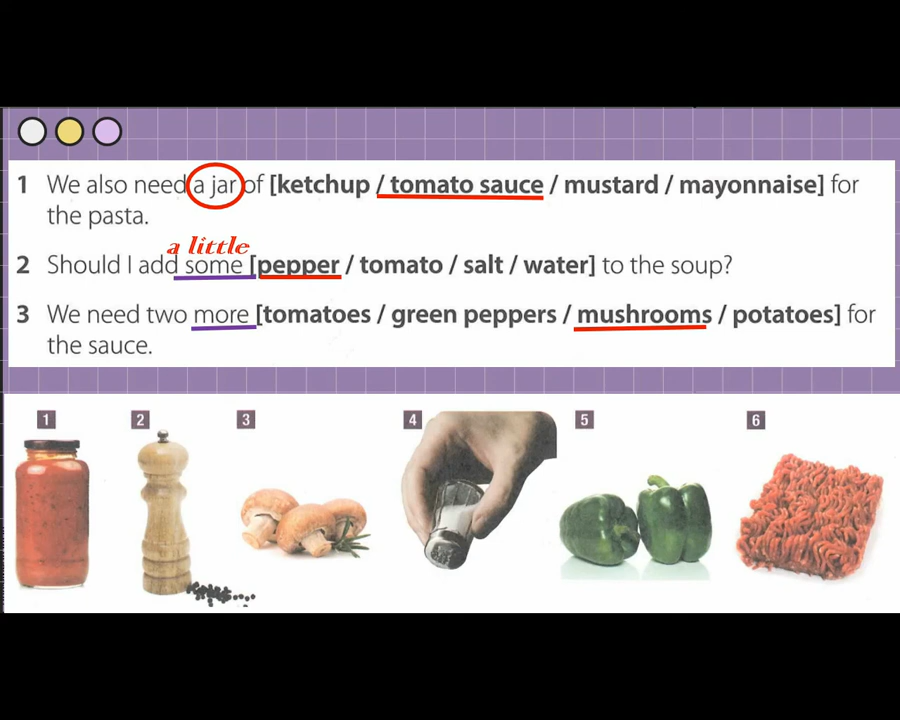 1 We also need a jar of [ketchup / tomato sauce / mustard / mayonnaise] for
the pasta.
a little
2 Should I add some [pepper / tomato / salt / water] to the soup?
3 We need two more [tomatoes / green peppers / mushrooms / potatoes] for
the sauce.
1 2 3 4 5 6